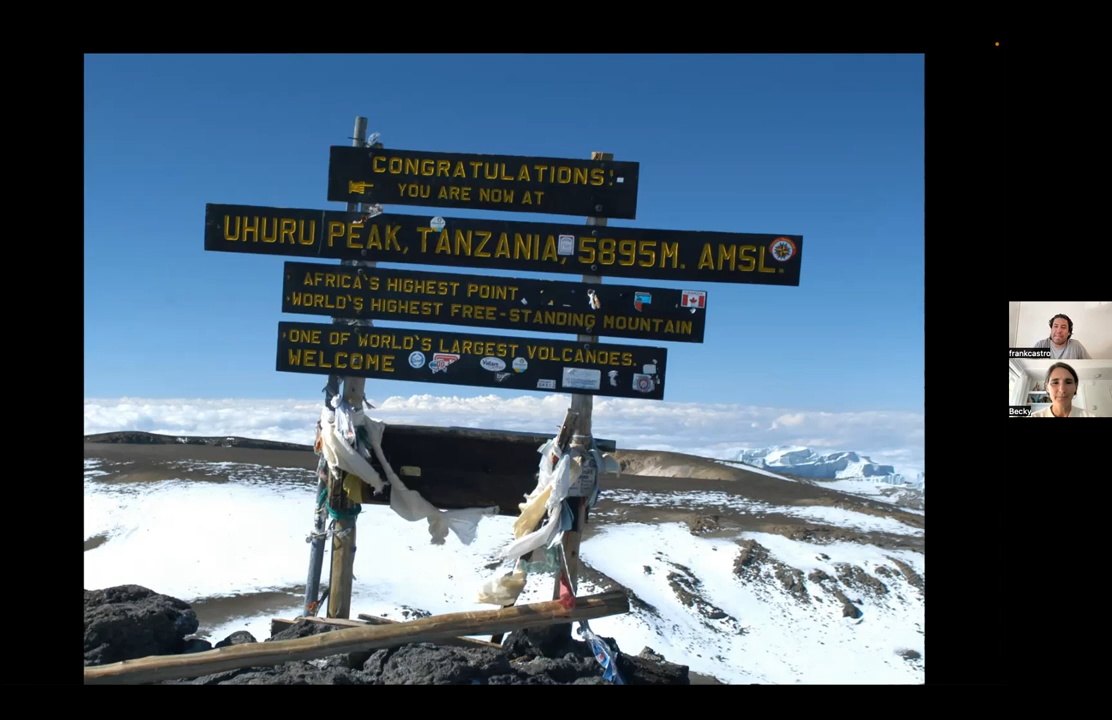 CONGRATULATIONS!
YOU ARE NOW AT
UHURU PEAK, TANZANIA, 5895M. AMSL.
AFRICA'S HIGHEST POINT
WORLD'S HIGHEST FREE-STANDING MOUNTAIN
ONE OF WORLD'S LARGEST VOLCANOES.
WELCOME
frankcastro
Becky